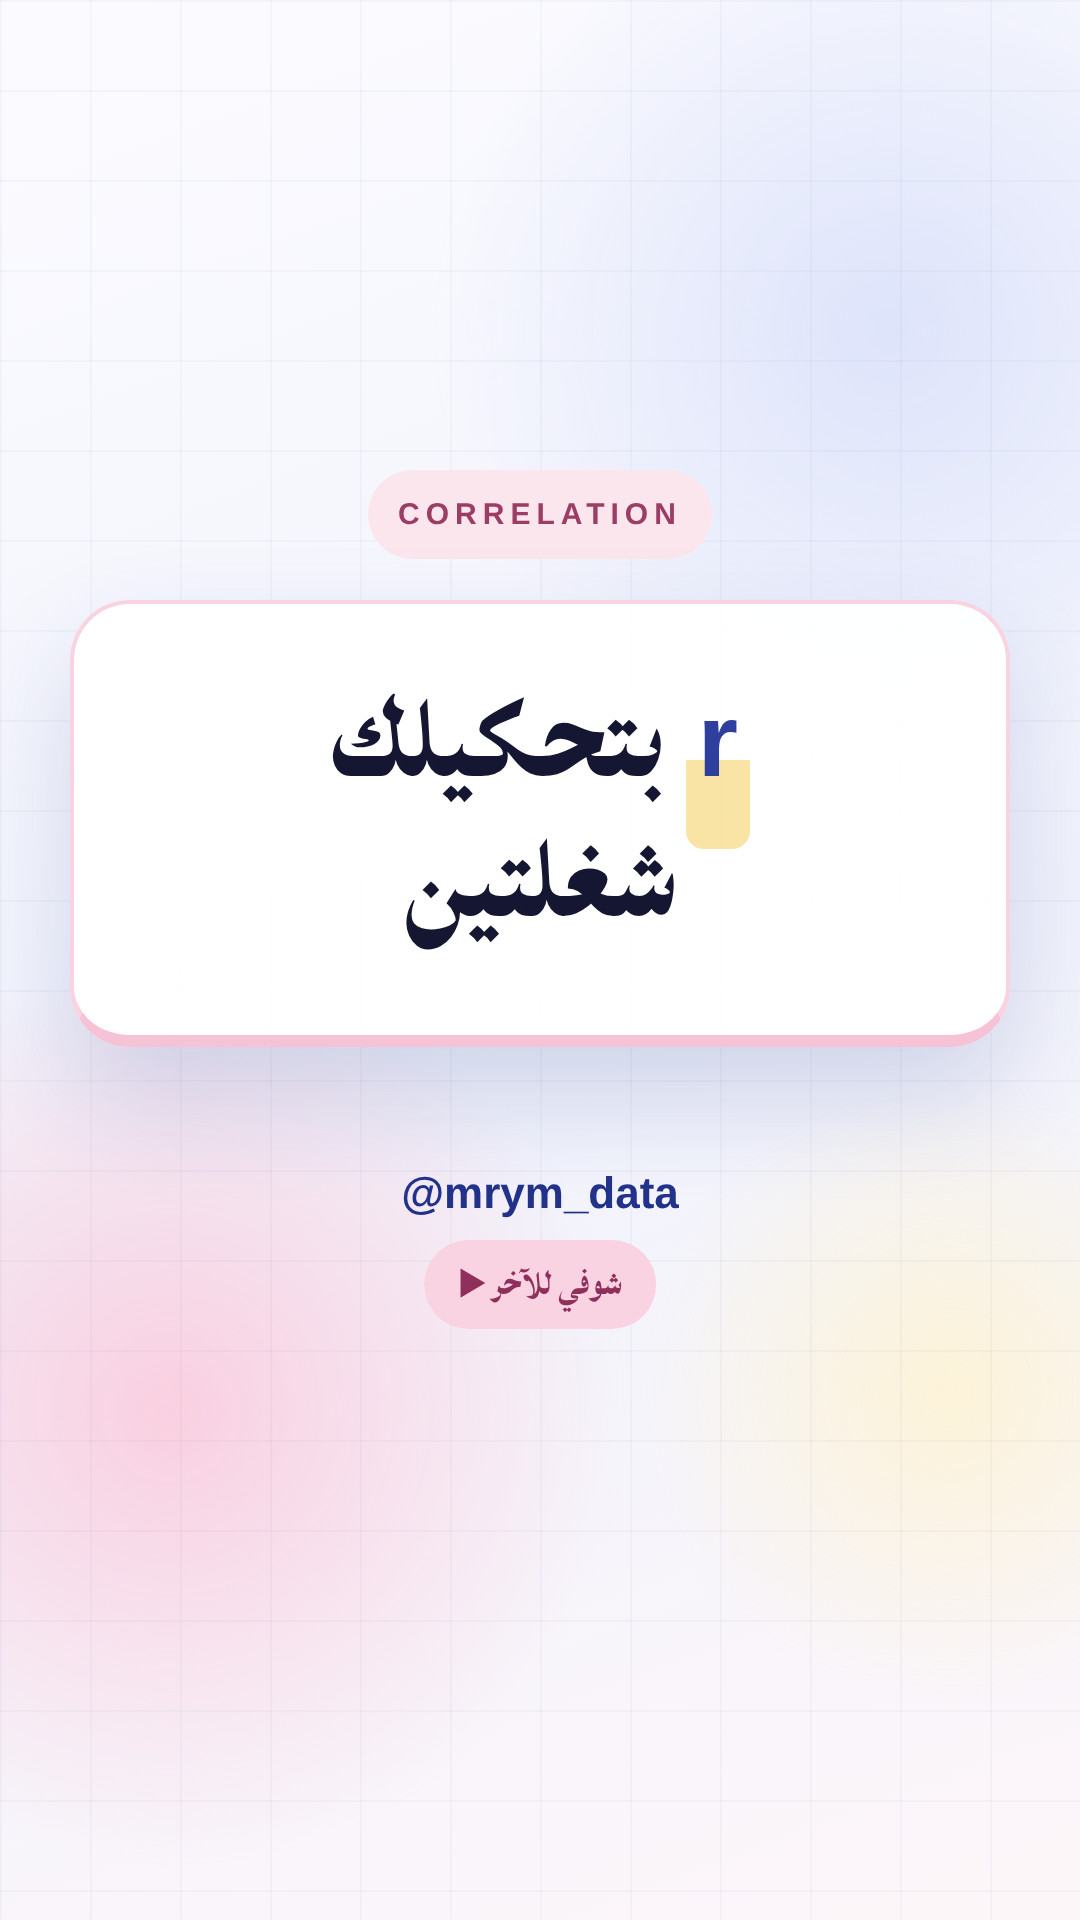 CORRELATION
r بتحكيلك
شغلتين
@mrym_data
شوفي للآخر ▶